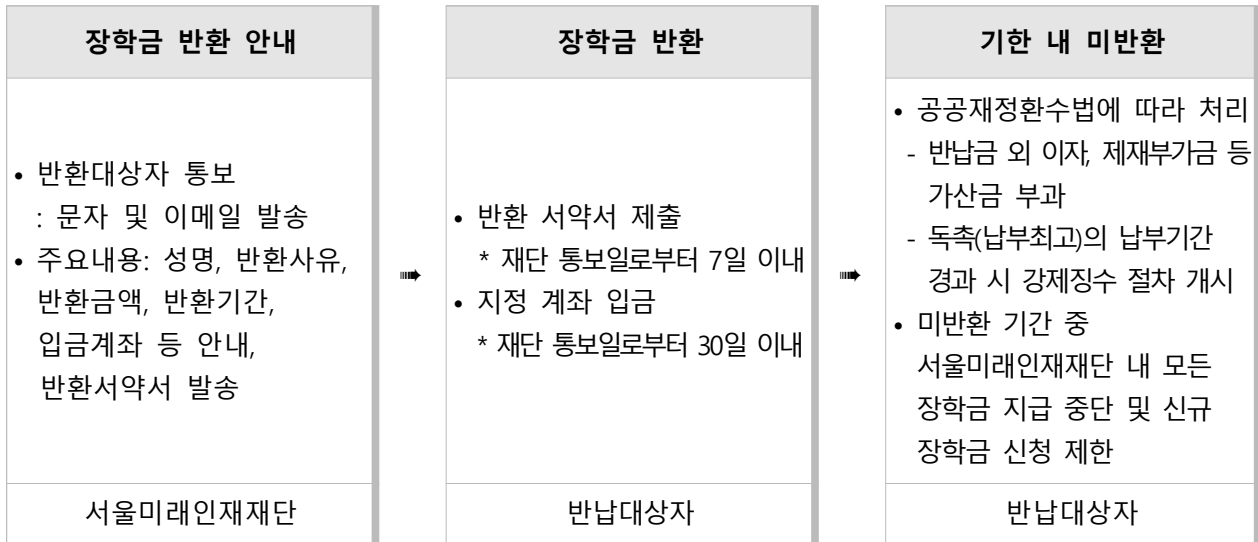 장학금 반환 안내
• 반환대상자 통보
: 문자 및 이메일 발송
• 주요내용: 성명, 반환사유,
반환금액, 반환기간,
입금계좌 등 안내,
반환서약서 발송
서울미래인재재단
➠
장학금 반환
• 반환 서약서 제출
* 재단 통보일로부터 7일 이내
• 지정 계좌 입금
* 재단 통보일로부터 30일 이내
반납대상자
➠
기한 내 미반환
• 공공재정환수법에 따라 처리
- 반납금 외 이자, 제재부가금 등
가산금 부과
- 독촉(납부최고)의 납부기간
경과 시 강제징수 절차 개시
• 미반환 기간 중
서울미래인재재단 내 모든
장학금 지급 중단 및 신규
장학금 신청 제한
반납대상자